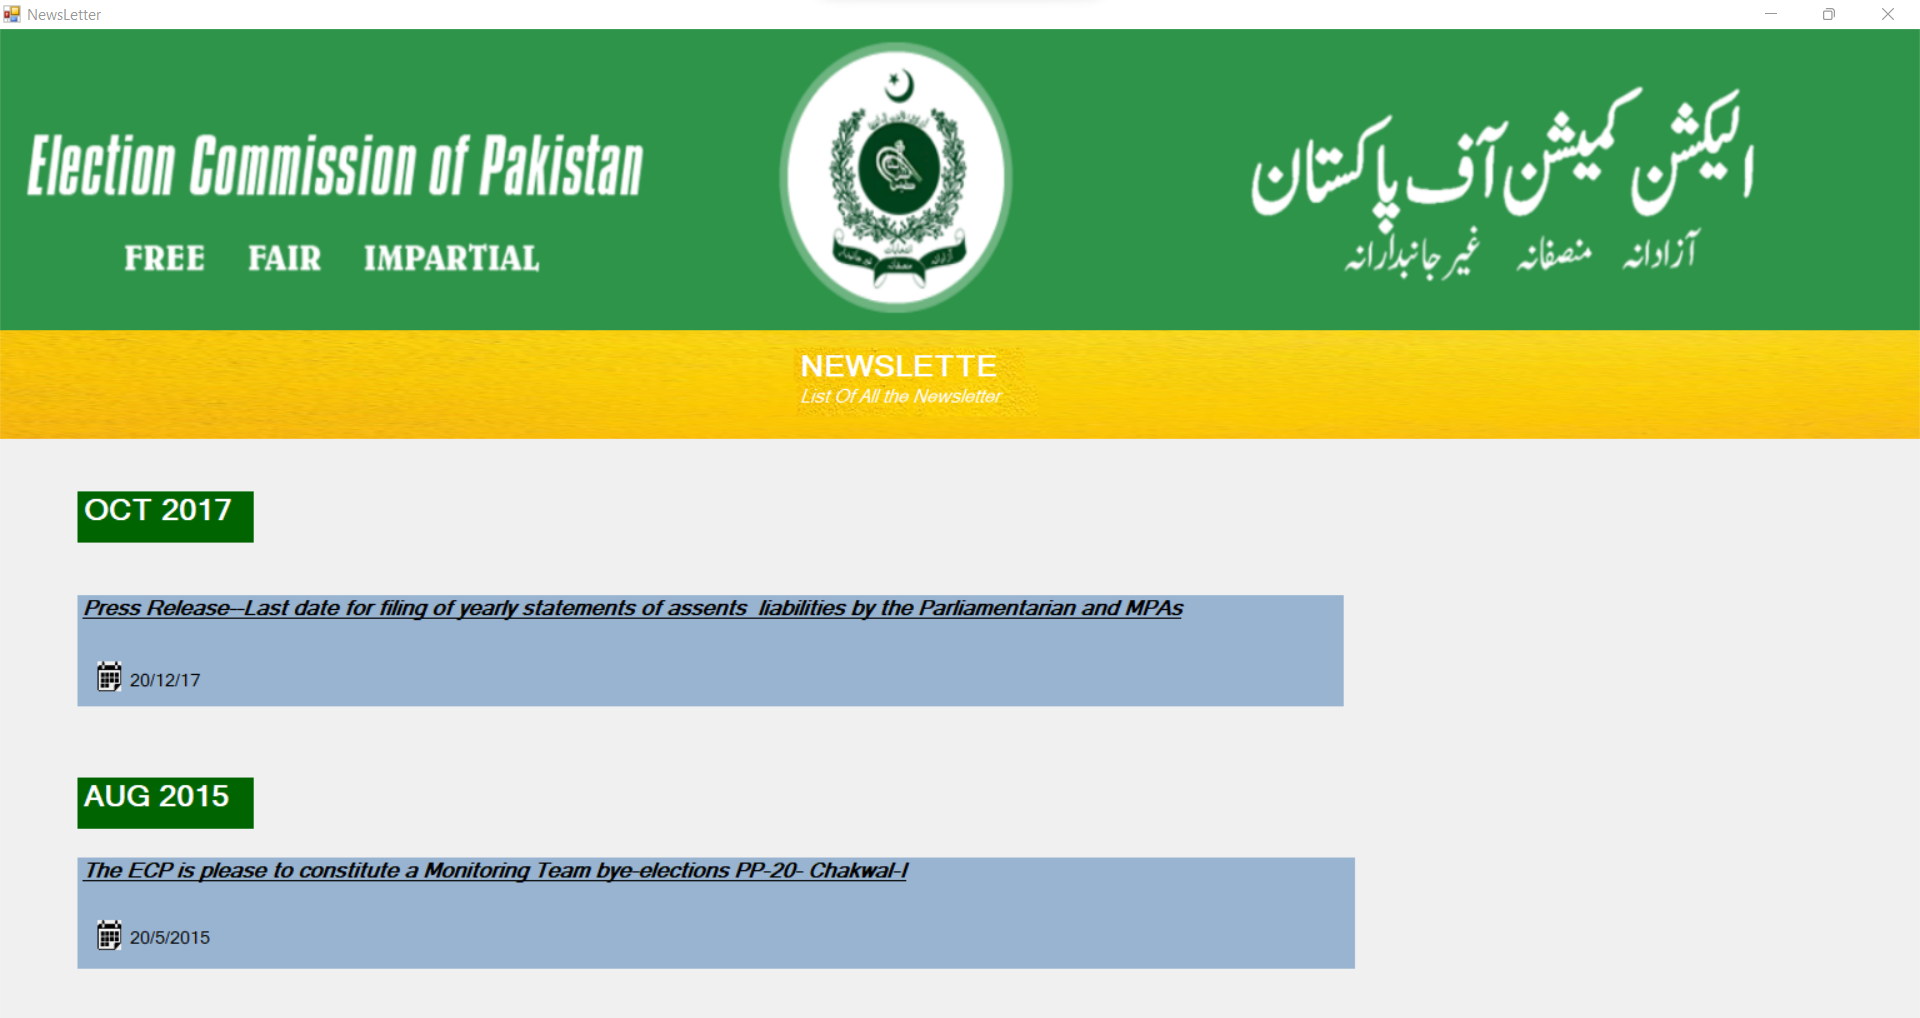 NewsLetter
Election Commission of Pakistan
FREE FAIR IMPARTIAL
الیکشن کمیشن آف پاکستان
آزادانہ منصفانہ غیر جانبدارانہ
NEWSLETTE
List Of All the Newsletter
OCT 2017
Press Release--Last date for filing of yearly statements of assents  liabilities by the Parliamentarian and MPAs
20/12/17
AUG 2015
The ECP is please to constitute a Monitoring Team bye-elections PP-20- Chakwal-I
20/5/2015